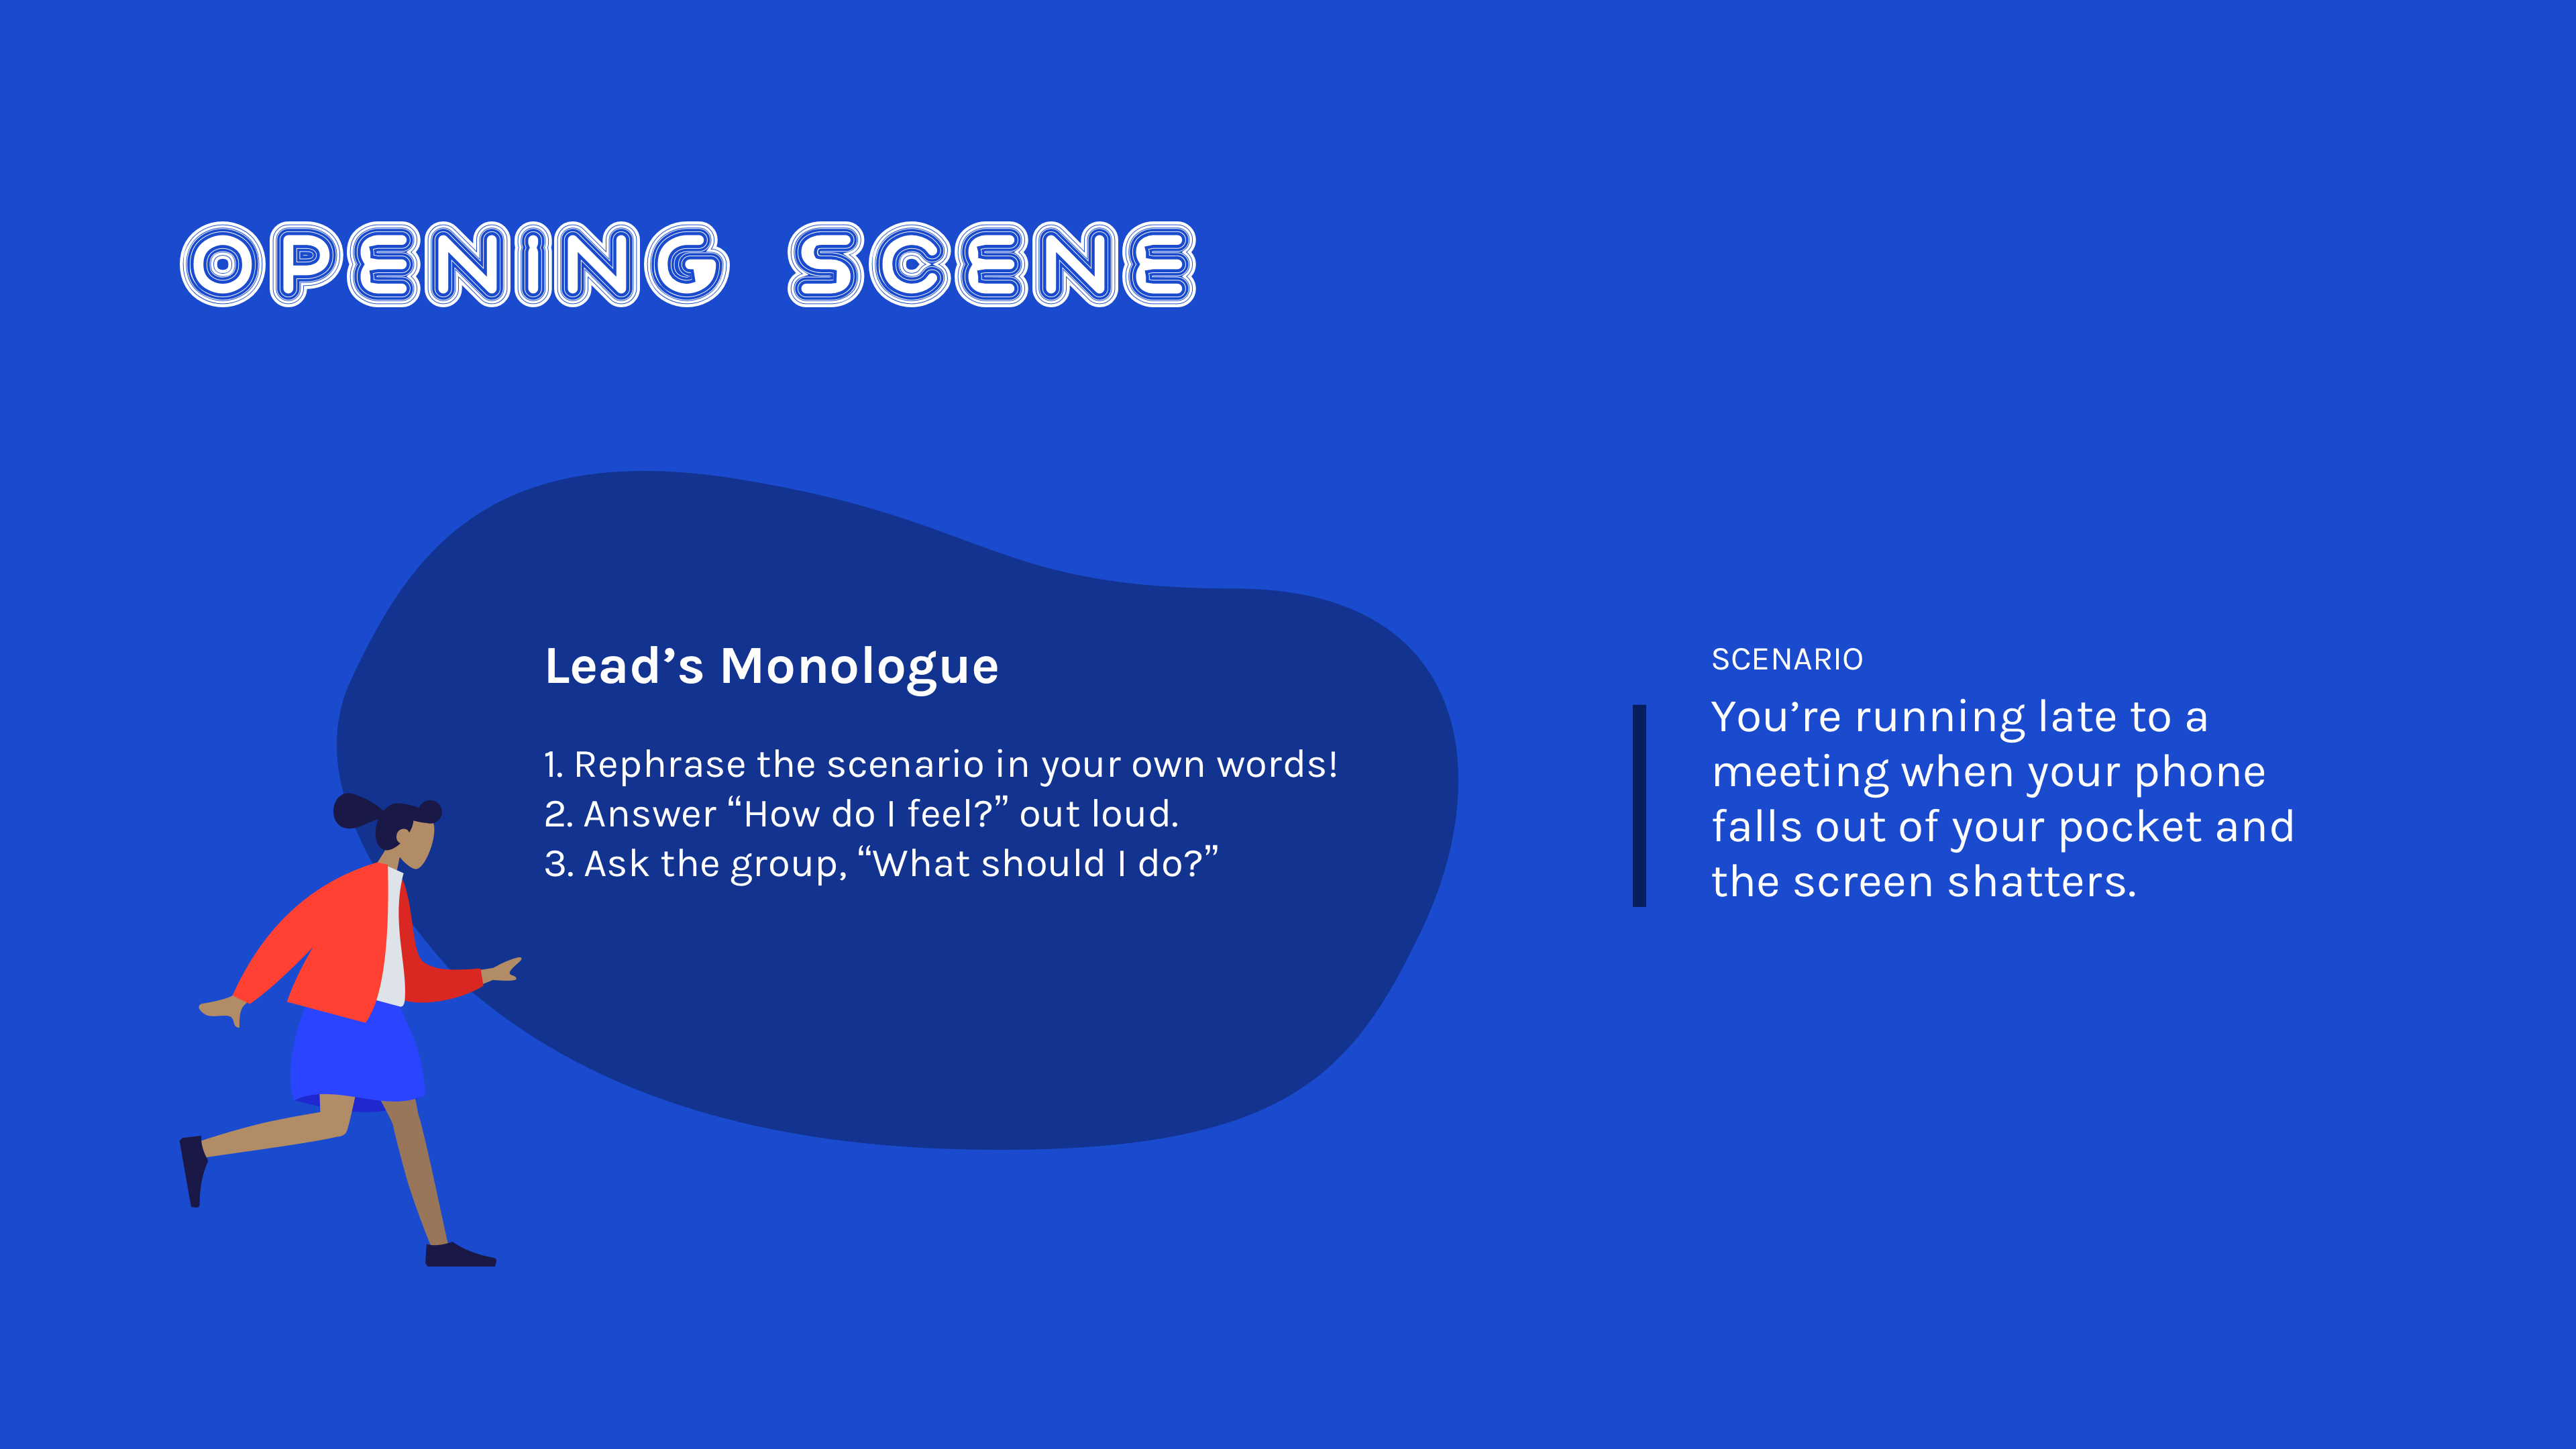 OPENING SCENE
Lead’s Monologue
1. Rephrase the scenario in your own words!
2. Answer “How do I feel?” out loud.
3. Ask the group, “What should I do?”
SCENARIO
You’re running late to a
meeting when your phone
falls out of your pocket and
the screen shatters.